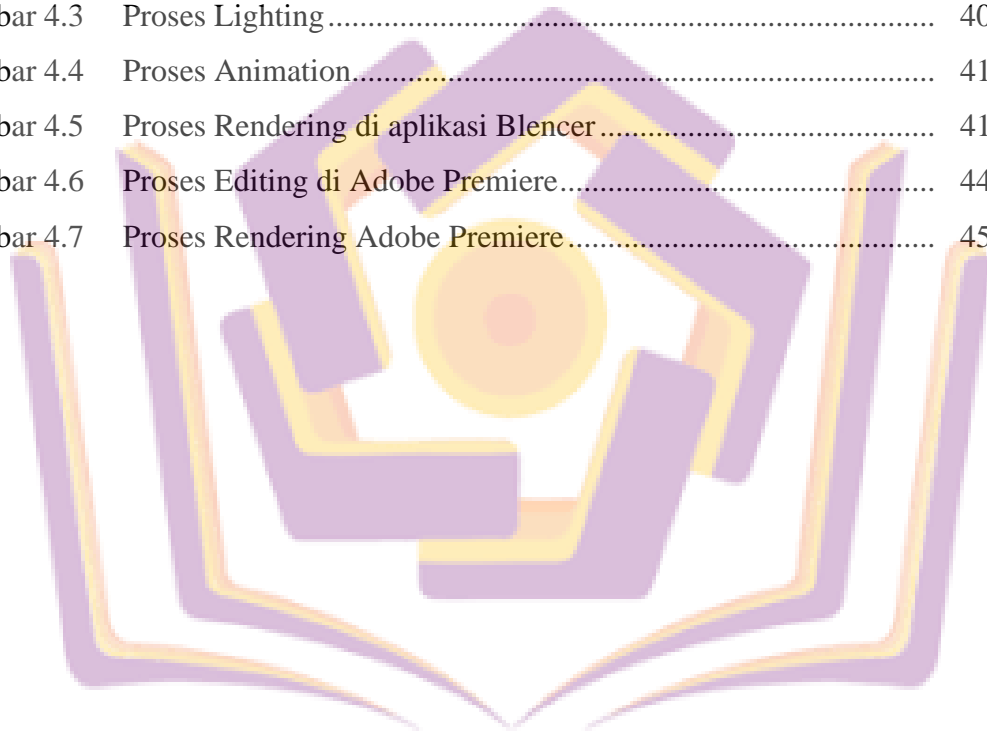 bar 4.3 Proses Lighting ........................................................................ 40
bar 4.4 Proses Animation ..................................................................... 41
bar 4.5 Proses Rendering di aplikasi Blencer ........................................ 41
bar 4.6 Proses Editing di Adobe Premiere ............................................. 44
bar 4.7 Proses Rendering Adobe Premiere ............................................ 45